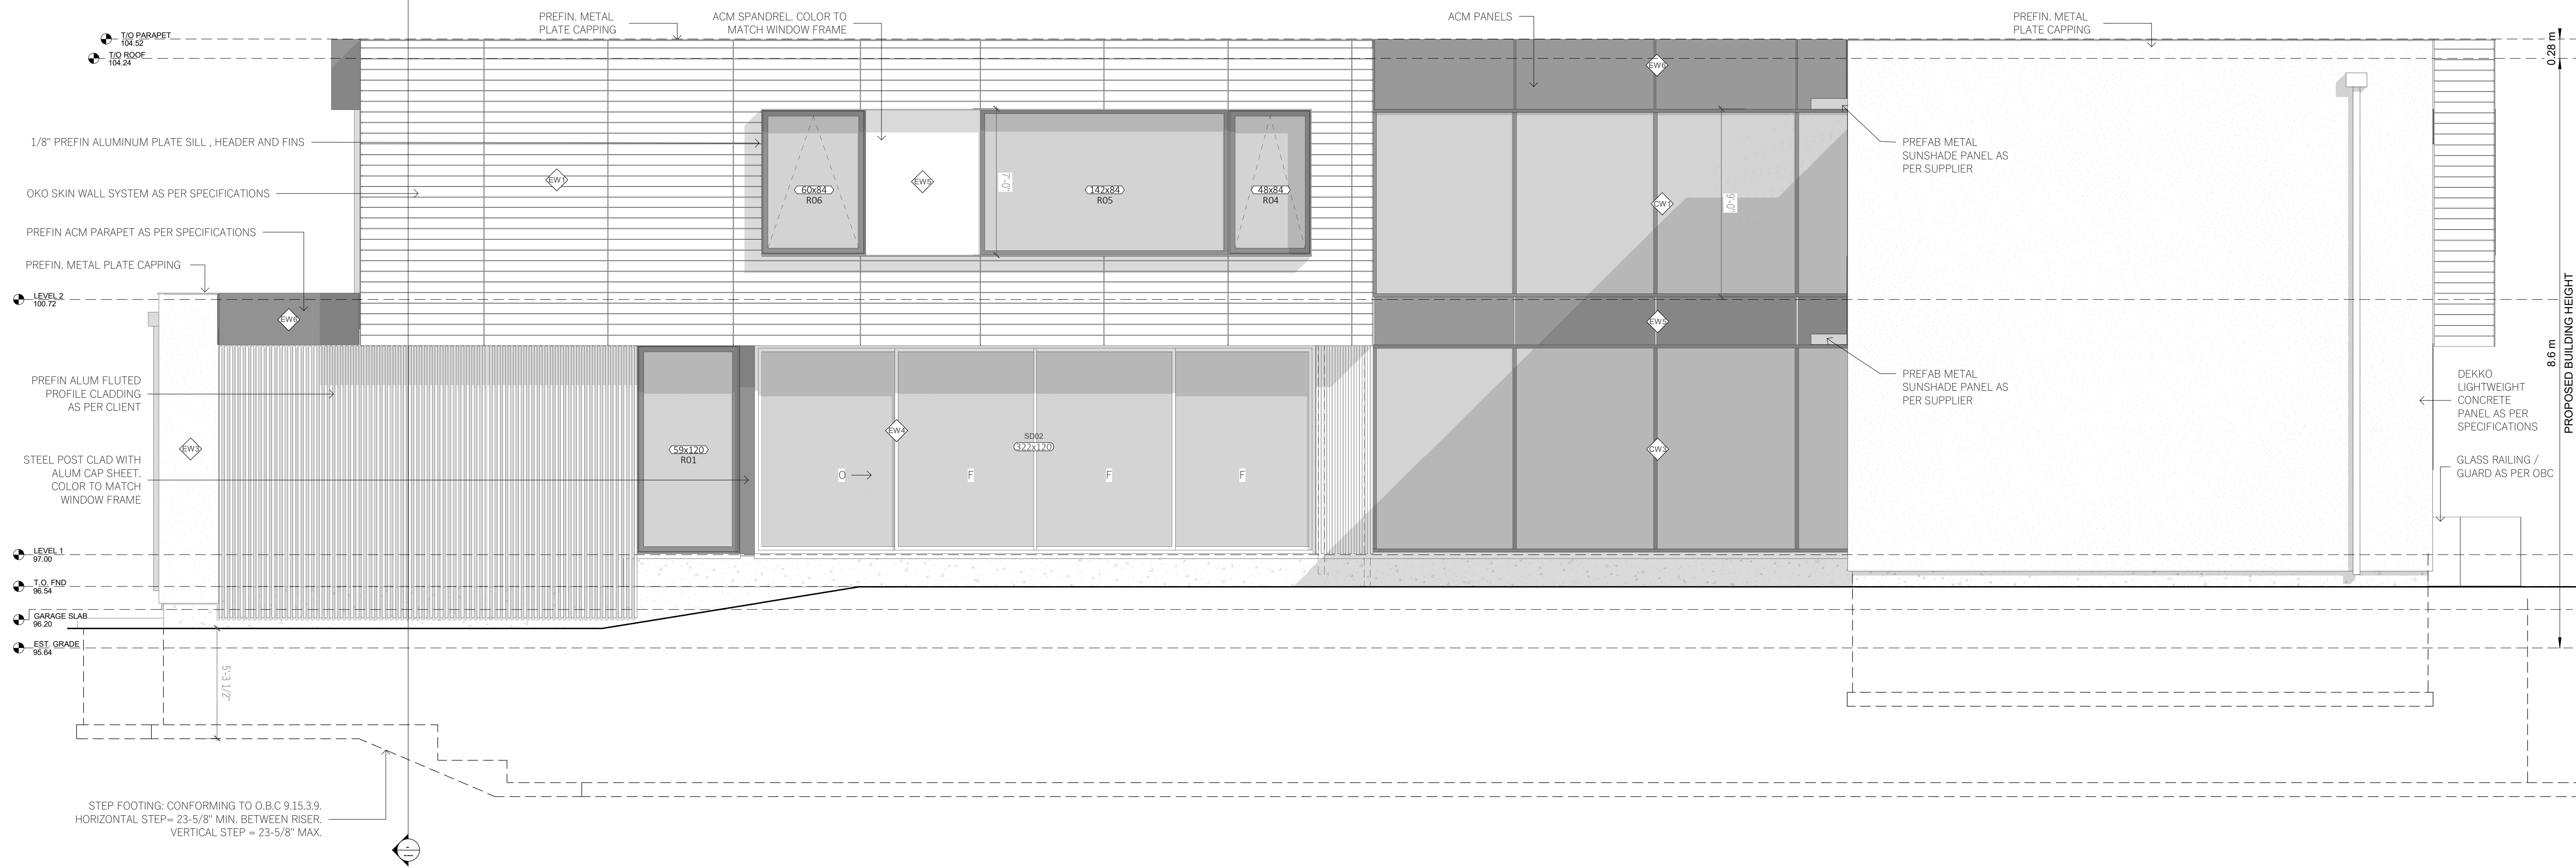 T/O PARAPET
104.52
T/O ROOF
104.24
PREFIN. METAL
PLATE CAPPING
ACM SPANDREL. COLOR TO
MATCH WINDOW FRAME
ACM PANELS
PREFIN. METAL
PLATE CAPPING
0.28 m
EW6
1/8" PREFIN ALUMINUM PLATE SILL , HEADER AND FINS
OKO SKIN WALL SYSTEM AS PER SPECIFICATIONS
PREFIN ACM PARAPET AS PER SPECIFICATIONS
PREFIN. METAL PLATE CAPPING
EW1
60x84
R06
EW5
7'-0"
142x84
R05
48x84
R04
CW1
9'-0"
PREFAB METAL
SUNSHADE PANEL AS
PER SUPPLIER
LEVEL 2
100.72
EW6
EW5
PREFIN ALUM FLUTED
PROFILE CLADDING
AS PER CLIENT
EW3
STEEL POST CLAD WITH
ALUM CAP SHEET.
COLOR TO MATCH
WINDOW FRAME
59x120
R01
EW4
SD02
322x120
O
F
F
F
CW3
PREFAB METAL
SUNSHADE PANEL AS
PER SUPPLIER
DEKKO
LIGHTWEIGHT
CONCRETE
PANEL AS PER
SPECIFICATIONS
GLASS RAILING /
GUARD AS PER OBC
8.6 m
PROPOSED BUILDING HEIGHT
LEVEL 1
97.00
T.O. FND
96.54
GARAGE SLAB
96.20
EST. GRADE
95.64
5'-3 1/2"
STEP FOOTING: CONFORMING TO O.B.C 9.15.3.9.
HORIZONTAL STEP= 23-5/8" MIN. BETWEEN RISER.
VERTICAL STEP = 23-5/8" MAX.
-
---